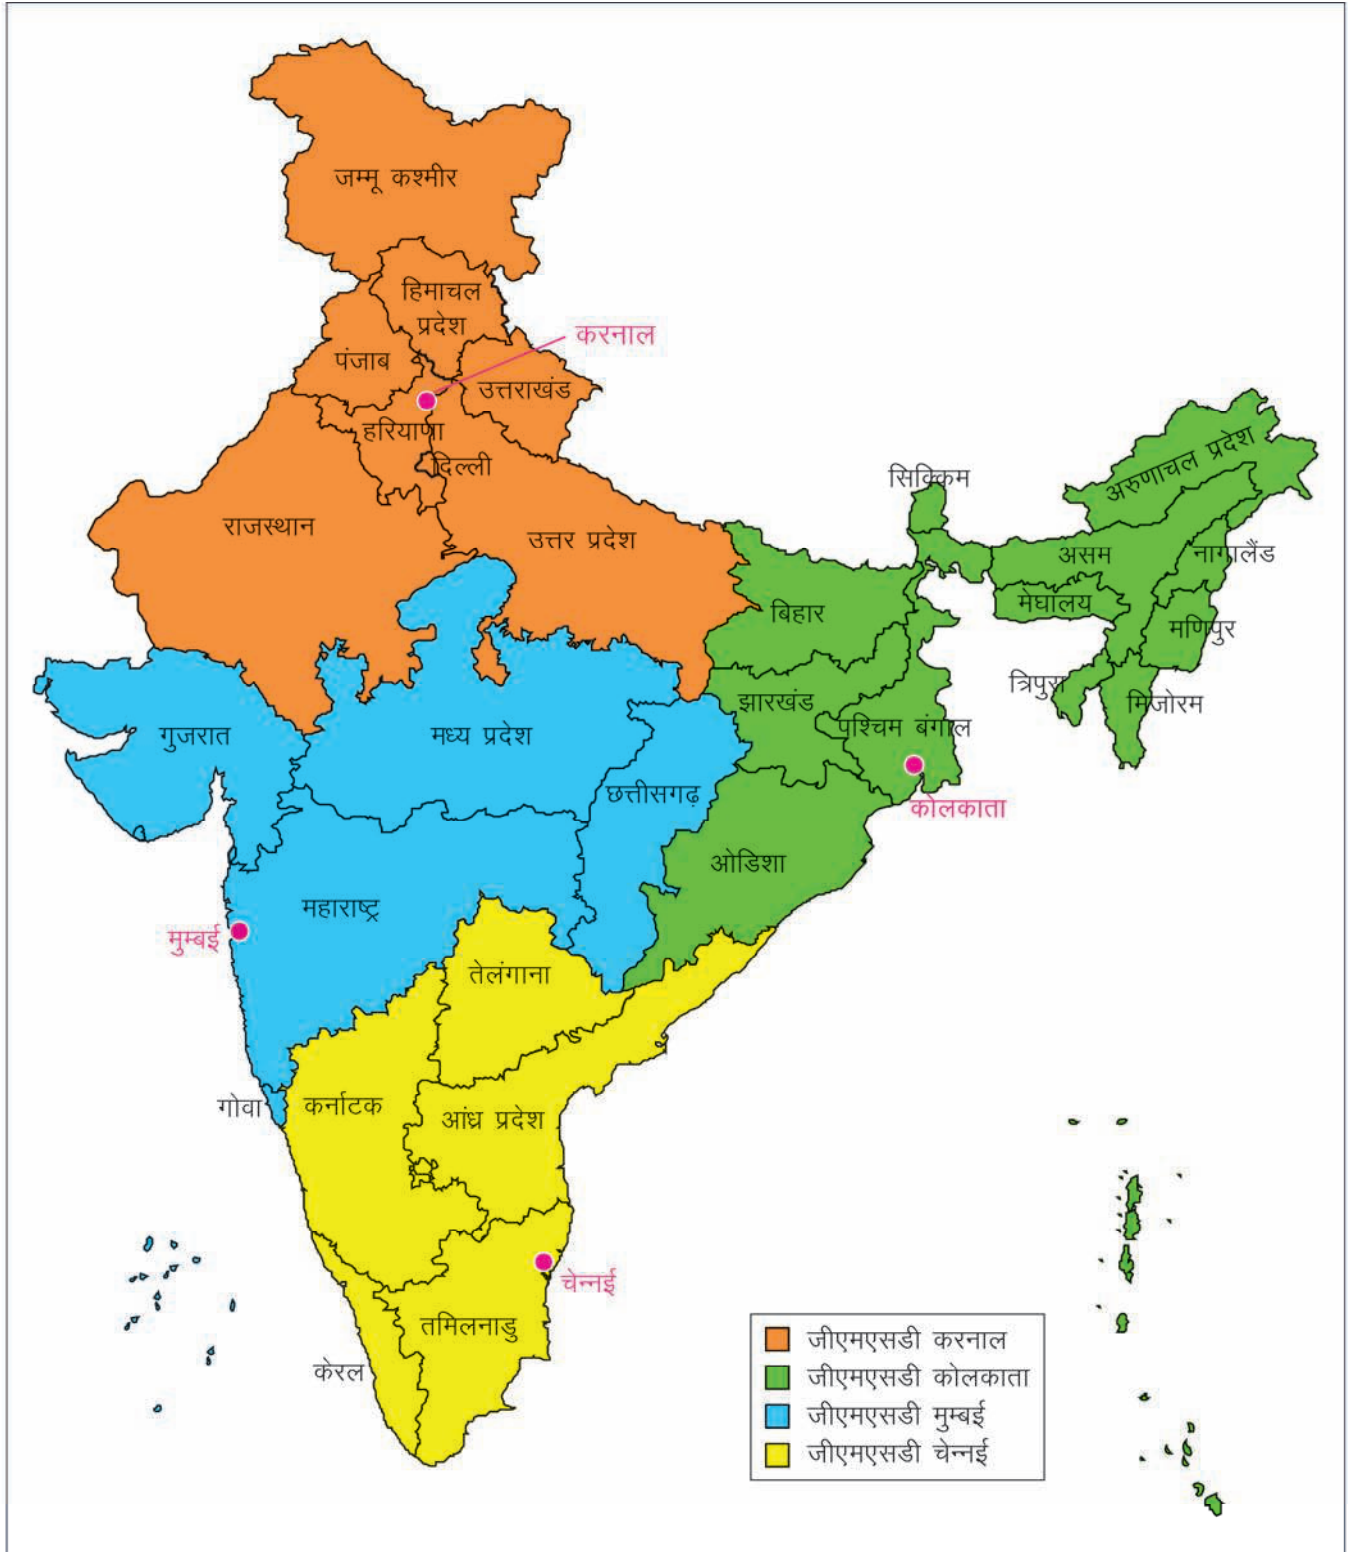 जम्मू कश्मीर
हिमाचल
प्रदेश
करनाल
पंजाब
उत्तराखंड
हरियाणा
दिल्ली
अरुणाचल प्रदेश
सिक्किम
राजस्थान
उत्तर प्रदेश
असम
नागालैंड
बिहार
मेघालय
मणिपुर
त्रिपुरा
झारखंड
मिजोरम
गुजरात
मध्य प्रदेश
पश्चिम बंगाल
छत्तीसगढ़
कोलकाता
ओडिशा
महाराष्ट्र
मुम्बई
तेलंगाना
गोवा
कर्नाटक
आंध्र प्रदेश
चेन्नई
तमिलनाडु
केरल
जीएमएसडी करनाल
जीएमएसडी कोलकाता
जीएमएसडी मुम्बई
जीएमएसडी चेन्नई